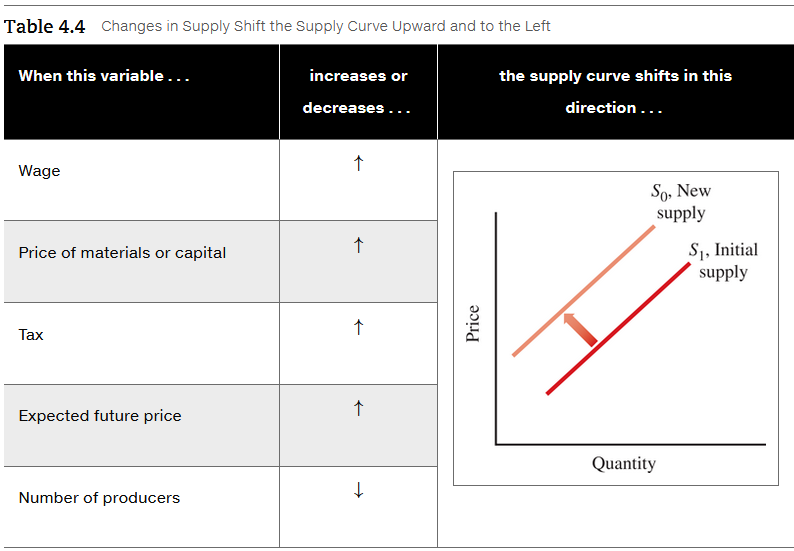 Table 4.4 Changes in Supply Shift the Supply Curve Upward and to the Left
When this variable . . .
increases or
decreases . . .
the supply curve shifts in this
direction . . .
Wage
↑
Price of materials or capital
↑
Tax
↑
Expected future price
↑
Number of producers
↓
S₀, New
supply
S₁, Initial
supply
Price
Quantity